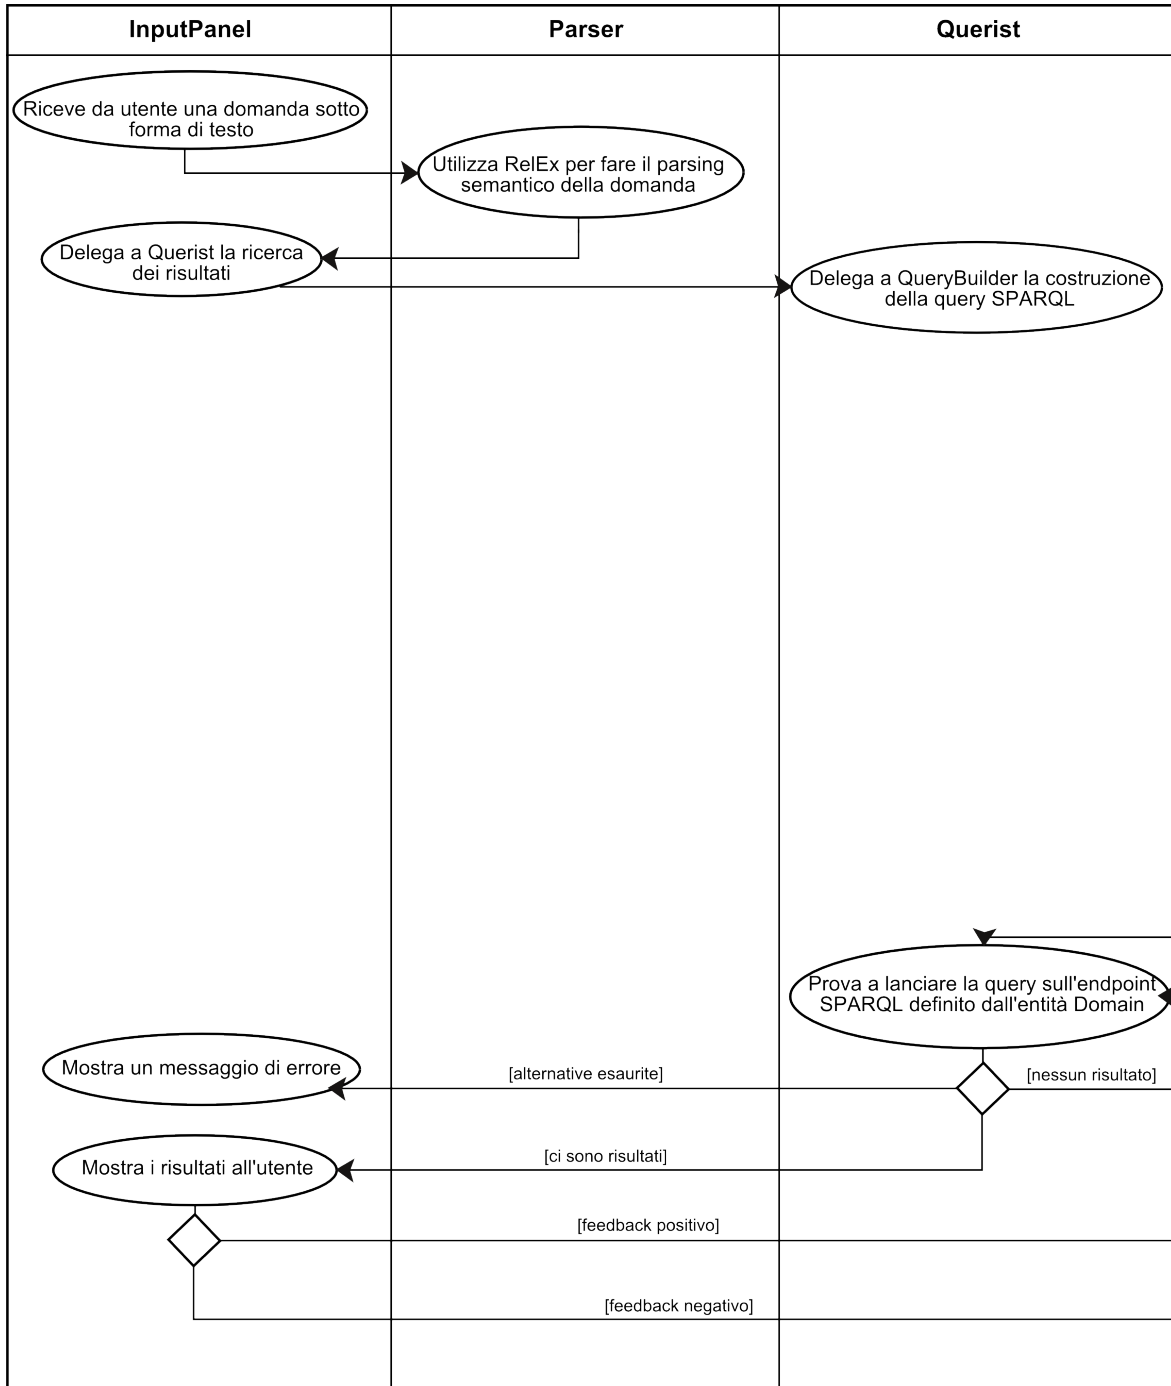 InputPanel
Parser
Querist
Riceve da utente una domanda sotto
forma di testo
Utilizza RelEx per fare il parsing
semantico della domanda
Delega a Querist la ricerca
dei risultati
Delega a QueryBuilder la costruzione
della query SPARQL
Prova a lanciare la query sull'endpoint
SPARQL definito dall'entità Domain
Mostra un messaggio di errore
[alternative esaurite]
[nessun risultato]
Mostra i risultati all'utente
[ci sono risultati]
[feedback positivo]
[feedback negativo]